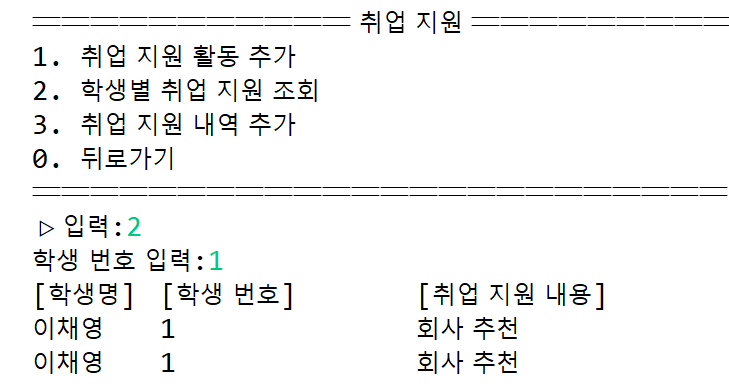 ====================== 취업 지원 ==================
1. 취업 지원 활동 추가
2. 학생별 취업 지원 조회
3. 취업 지원 내역 추가
0. 뒤로가기
================================================
▷ 입력:2
학생 번호 입력:1
[학생명] [학생 번호] [취업 지원 내용]
이채영 1 회사 추천
이채영 1 회사 추천